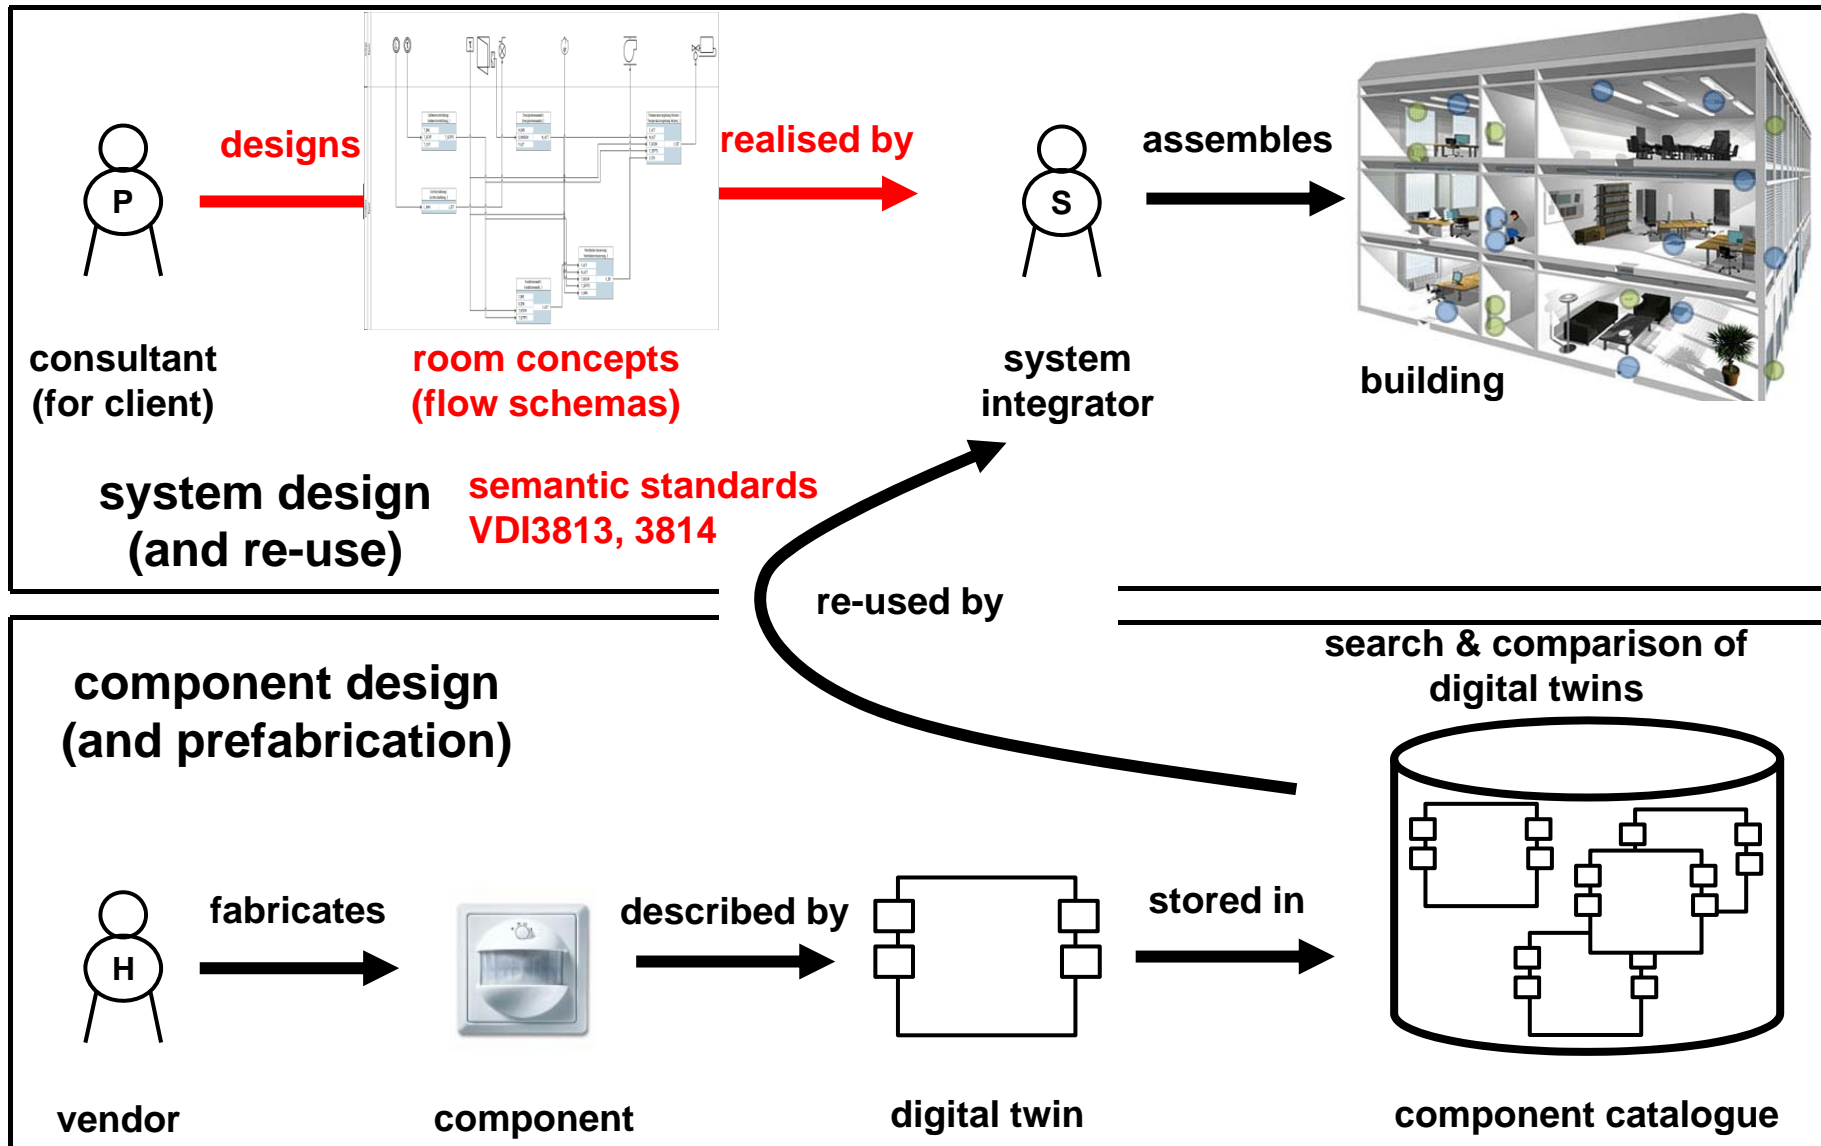 designs
realised by
assembles
P
S
consultant
(for client)
room concepts
(flow schemas)
system
integrator
building
system design
(and re-use)
semantic standards
VDI3813, 3814
re-used by
component design
(and prefabrication)
search & comparison of
digital twins
fabricates
described by
stored in
H
vendor
component
digital twin
component catalogue